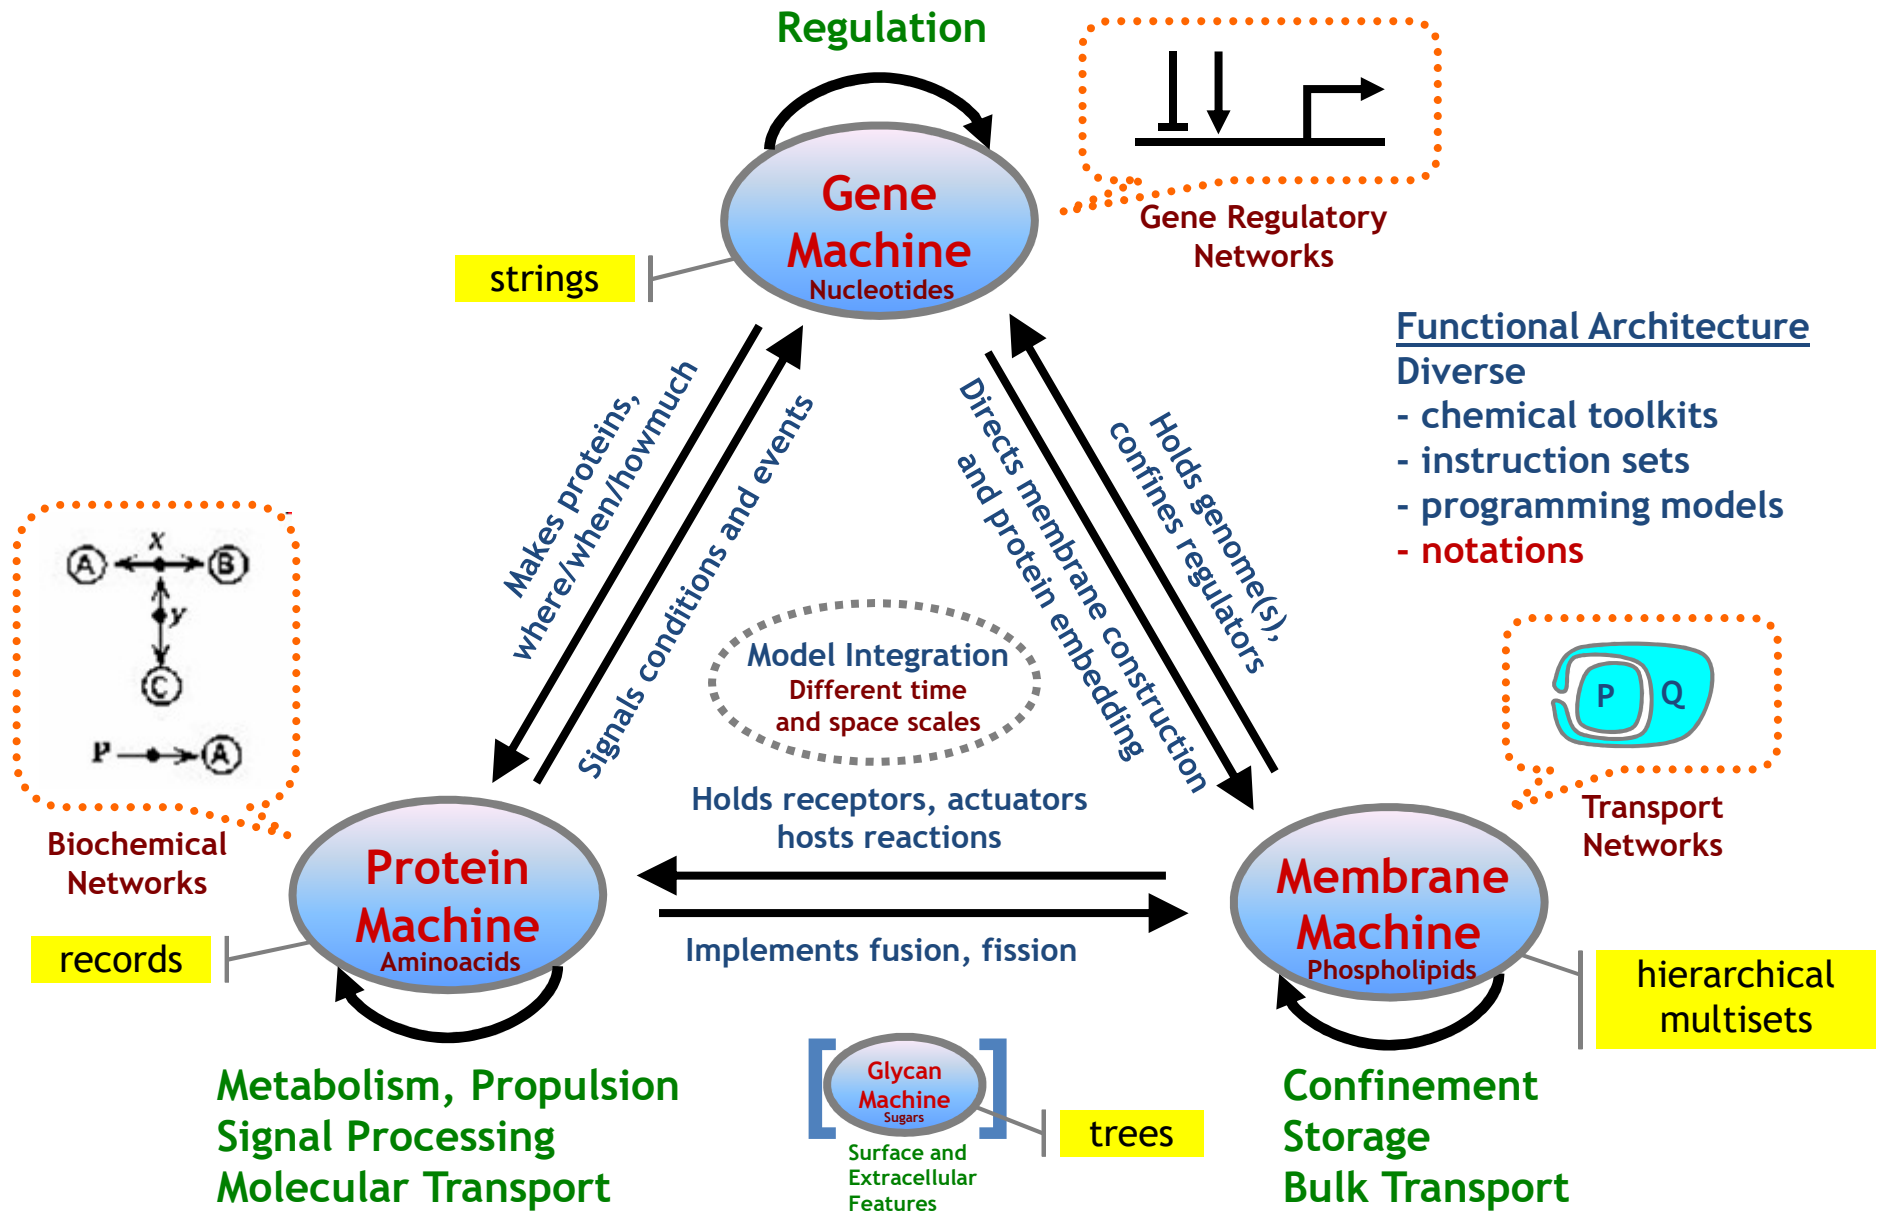 Regulation
Gene
Machine
Nucleotides
Gene Regulatory
Networks
strings
Functional Architecture
Diverse
- chemical toolkits
- instruction sets
- programming models
- notations
Makes proteins,
where/when/howmuch
Signals conditions and events
Directs membrane construction
and protein embedding
Holds genome(s),
confines regulators
Model Integration
Different time
and space scales
A
x
B
y
C
P
A
Biochemical
Networks
P
Q
Transport
Networks
Holds receptors, actuators
hosts reactions
Implements fusion, fission
Protein
Machine
Aminoacids
records
Membrane
Machine
Phospholipids
hierarchical
multisets
Metabolism, Propulsion
Signal Processing
Molecular Transport
[
Glycan
Machine
Sugars
]
trees
Surface and
Extracellular
Features
Confinement
Storage
Bulk Transport